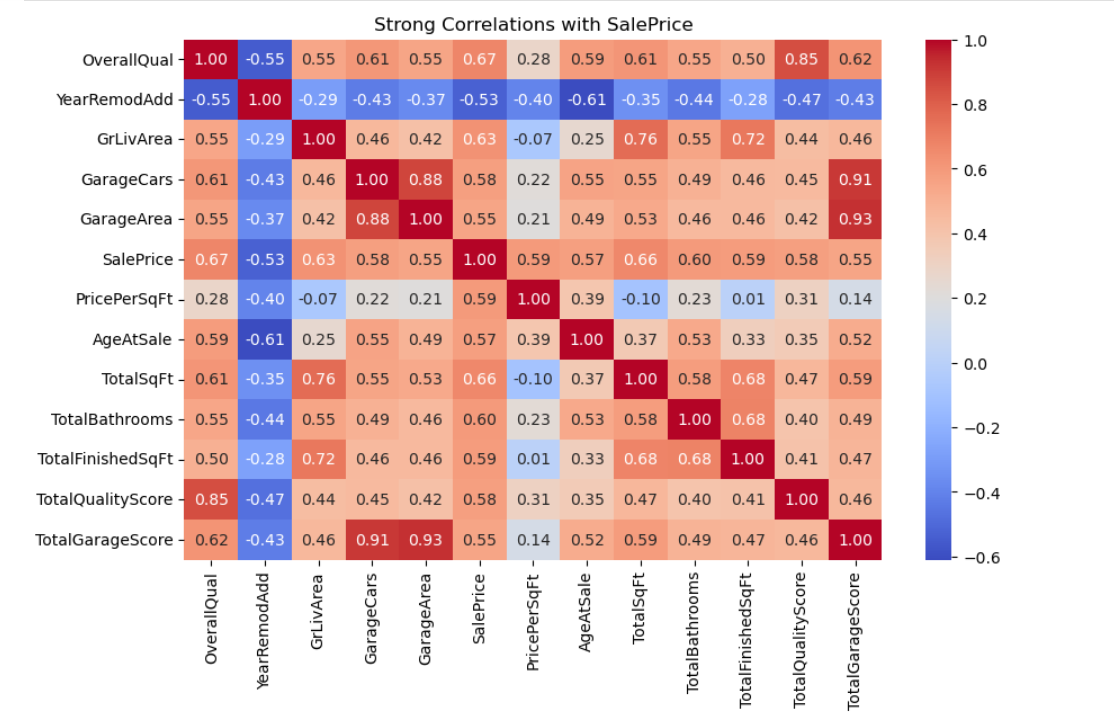 Strong Correlations with SalePrice
OverallQual 1.00 -0.55 0.55 0.61 0.55 0.67 0.28 0.59 0.61 0.55 0.50 0.85 0.62
YearRemodAdd -0.55 1.00 -0.29 -0.43 -0.37 -0.53 -0.40 -0.61 -0.35 -0.44 -0.28 -0.47 -0.43
GrLivArea 0.55 -0.29 1.00 0.46 0.42 0.63 -0.07 0.25 0.76 0.55 0.72 0.44 0.46
GarageCars 0.61 -0.43 0.46 1.00 0.88 0.58 0.22 0.55 0.55 0.49 0.46 0.45 0.91
GarageArea 0.55 -0.37 0.42 0.88 1.00 0.55 0.21 0.49 0.53 0.46 0.46 0.42 0.93
SalePrice 0.67 -0.53 0.63 0.58 0.55 1.00 0.59 0.57 0.66 0.60 0.59 0.58 0.55
PricePerSqFt 0.28 -0.40 -0.07 0.22 0.21 0.59 1.00 0.39 -0.10 0.23 0.01 0.31 0.14
AgeAtSale 0.59 -0.61 0.25 0.55 0.49 0.57 0.39 1.00 0.37 0.53 0.33 0.35 0.52
TotalSqFt 0.61 -0.35 0.76 0.55 0.53 0.66 -0.10 0.37 1.00 0.58 0.68 0.47 0.59
TotalBathrooms 0.55 -0.44 0.55 0.49 0.46 0.60 0.23 0.53 0.58 1.00 0.68 0.40 0.49
TotalFinishedSqFt 0.50 -0.28 0.72 0.46 0.46 0.59 0.01 0.33 0.68 0.68 1.00 0.41 0.47
TotalQualityScore 0.85 -0.47 0.44 0.45 0.42 0.58 0.31 0.35 0.47 0.40 0.41 1.00 0.46
TotalGarageScore 0.62 -0.43 0.46 0.91 0.93 0.55 0.14 0.52 0.59 0.49 0.47 0.46 1.00
OverallQual
YearRemodAdd
GrLivArea
GarageCars
GarageArea
SalePrice
PricePerSqFt
AgeAtSale
TotalSqFt
TotalBathrooms
TotalFinishedSqFt
TotalQualityScore
TotalGarageScore
1.0
0.8
0.6
0.4
0.2
0.0
−0.2
−0.4
−0.6